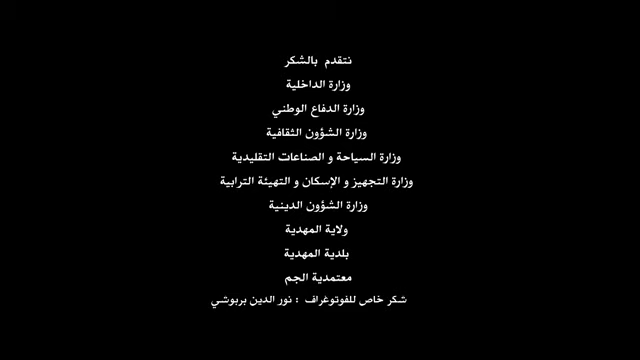 نتقدم بالشكر
وزارة الداخلية
وزارة الدفاع الوطني
وزارة الشؤون الثقافية
وزارة السياحة و الصناعات التقليدية
وزارة التجهيز و الإسكان و التهيئة الترابية
وزارة الشؤون الدينية
ولاية المهدية
بلدية المهدية
معتمدية الجم
شكر خاص للفوتوغراف : نور الدين بربوشي